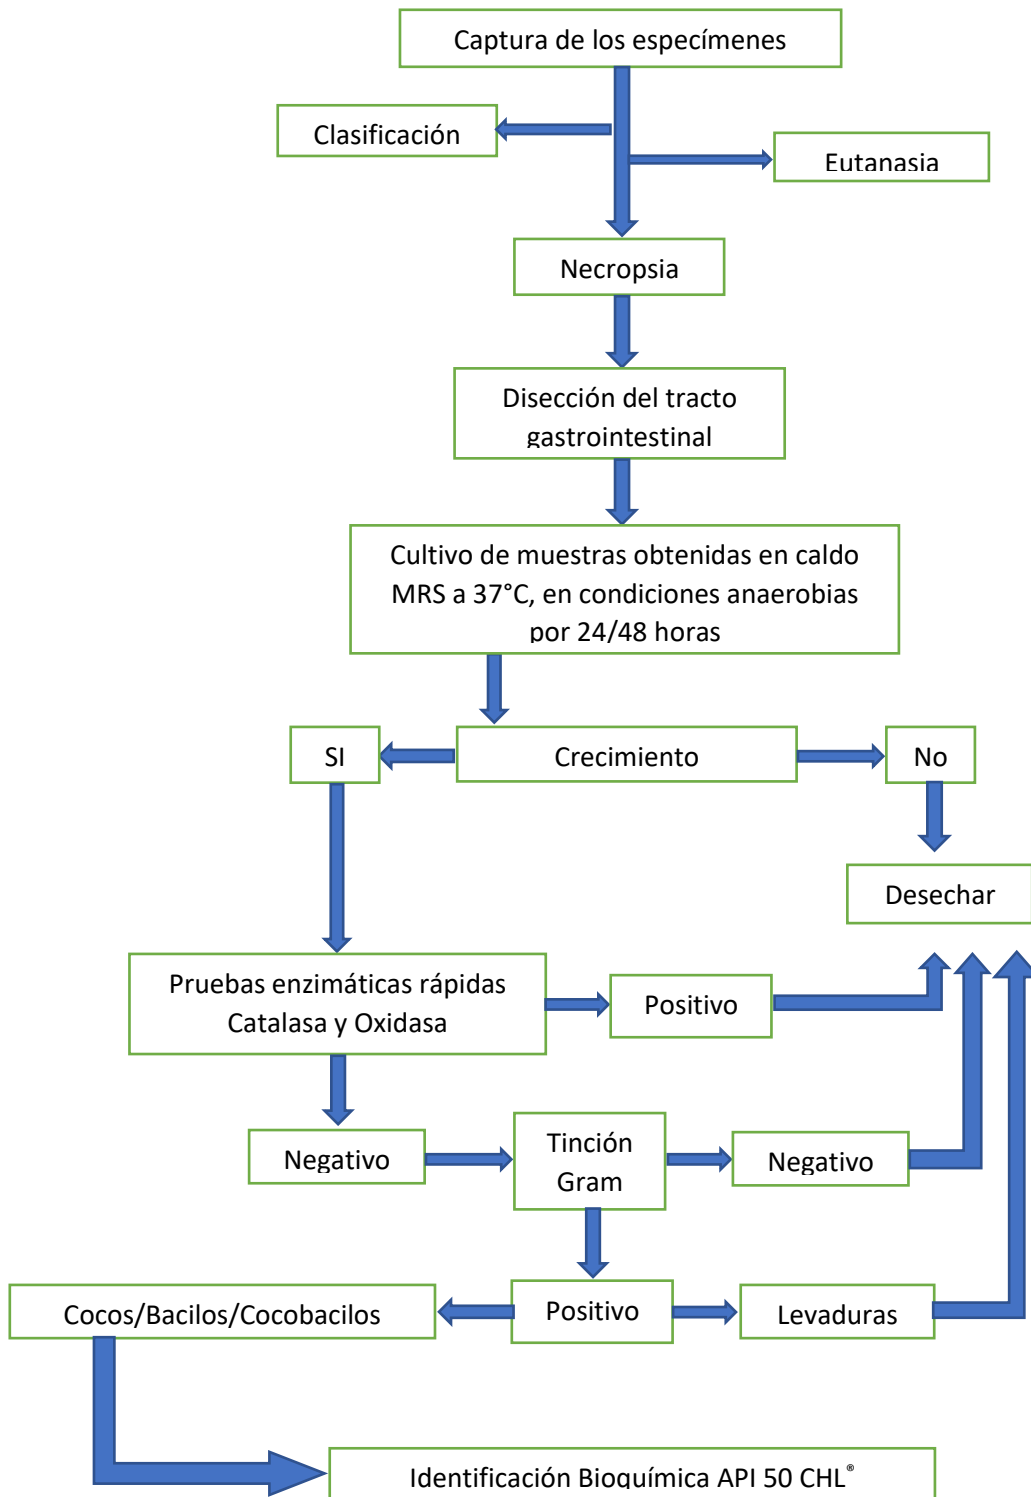 Captura de los especímenes
Clasificación
Eutanasia
Necropsia
Disección del tracto
gastrointestinal
Cultivo de muestras obtenidas en caldo
MRS a 37°C, en condiciones anaerobias
por 24/48 horas
SI
Crecimiento
No
Desechar
Pruebas enzimáticas rápidas
Catalasa y Oxidasa
Positivo
Negativo
Tinción
Gram
Negativo
Cocos/Bacilos/Cocobacilos
Positivo
Levaduras
Identificación Bioquímica API 50 CHL®